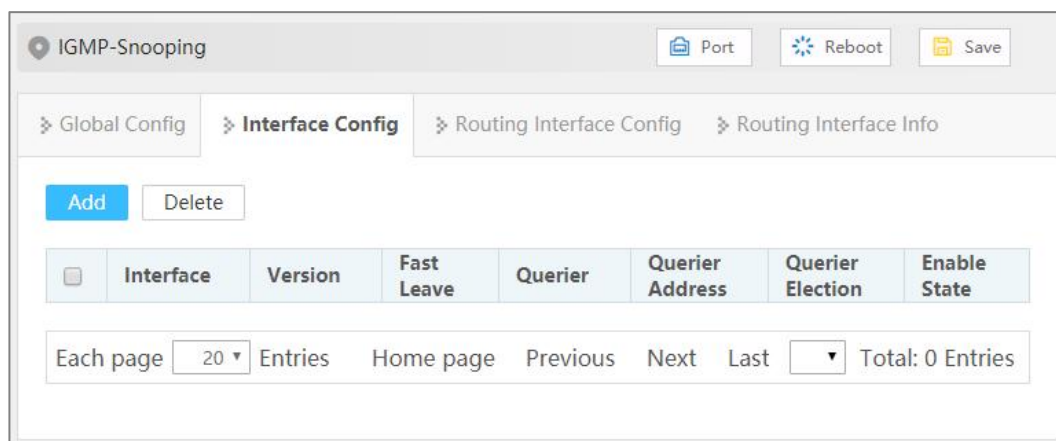 IGMP-Snooping Port Reboot Save
Global Config Interface Config Routing Interface Config Routing Interface Info
Add Delete
Interface Version Fast Leave Querier Querier Address Querier Election Enable State
Each page 20 Entries Home page Previous Next Last Total: 0 Entries